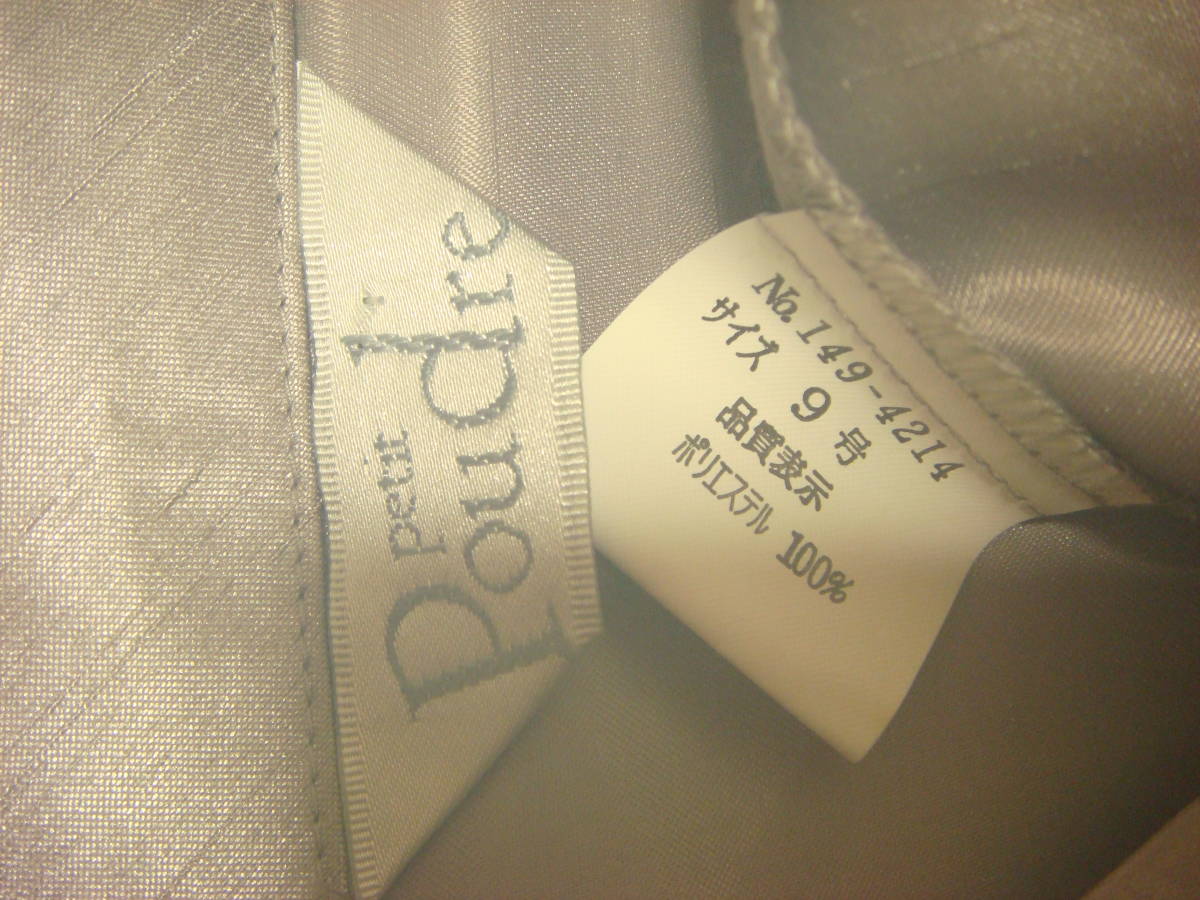 petit
Poudre
No.149-4214
サイズ 9 号
品質表示
ポリエステル 100%